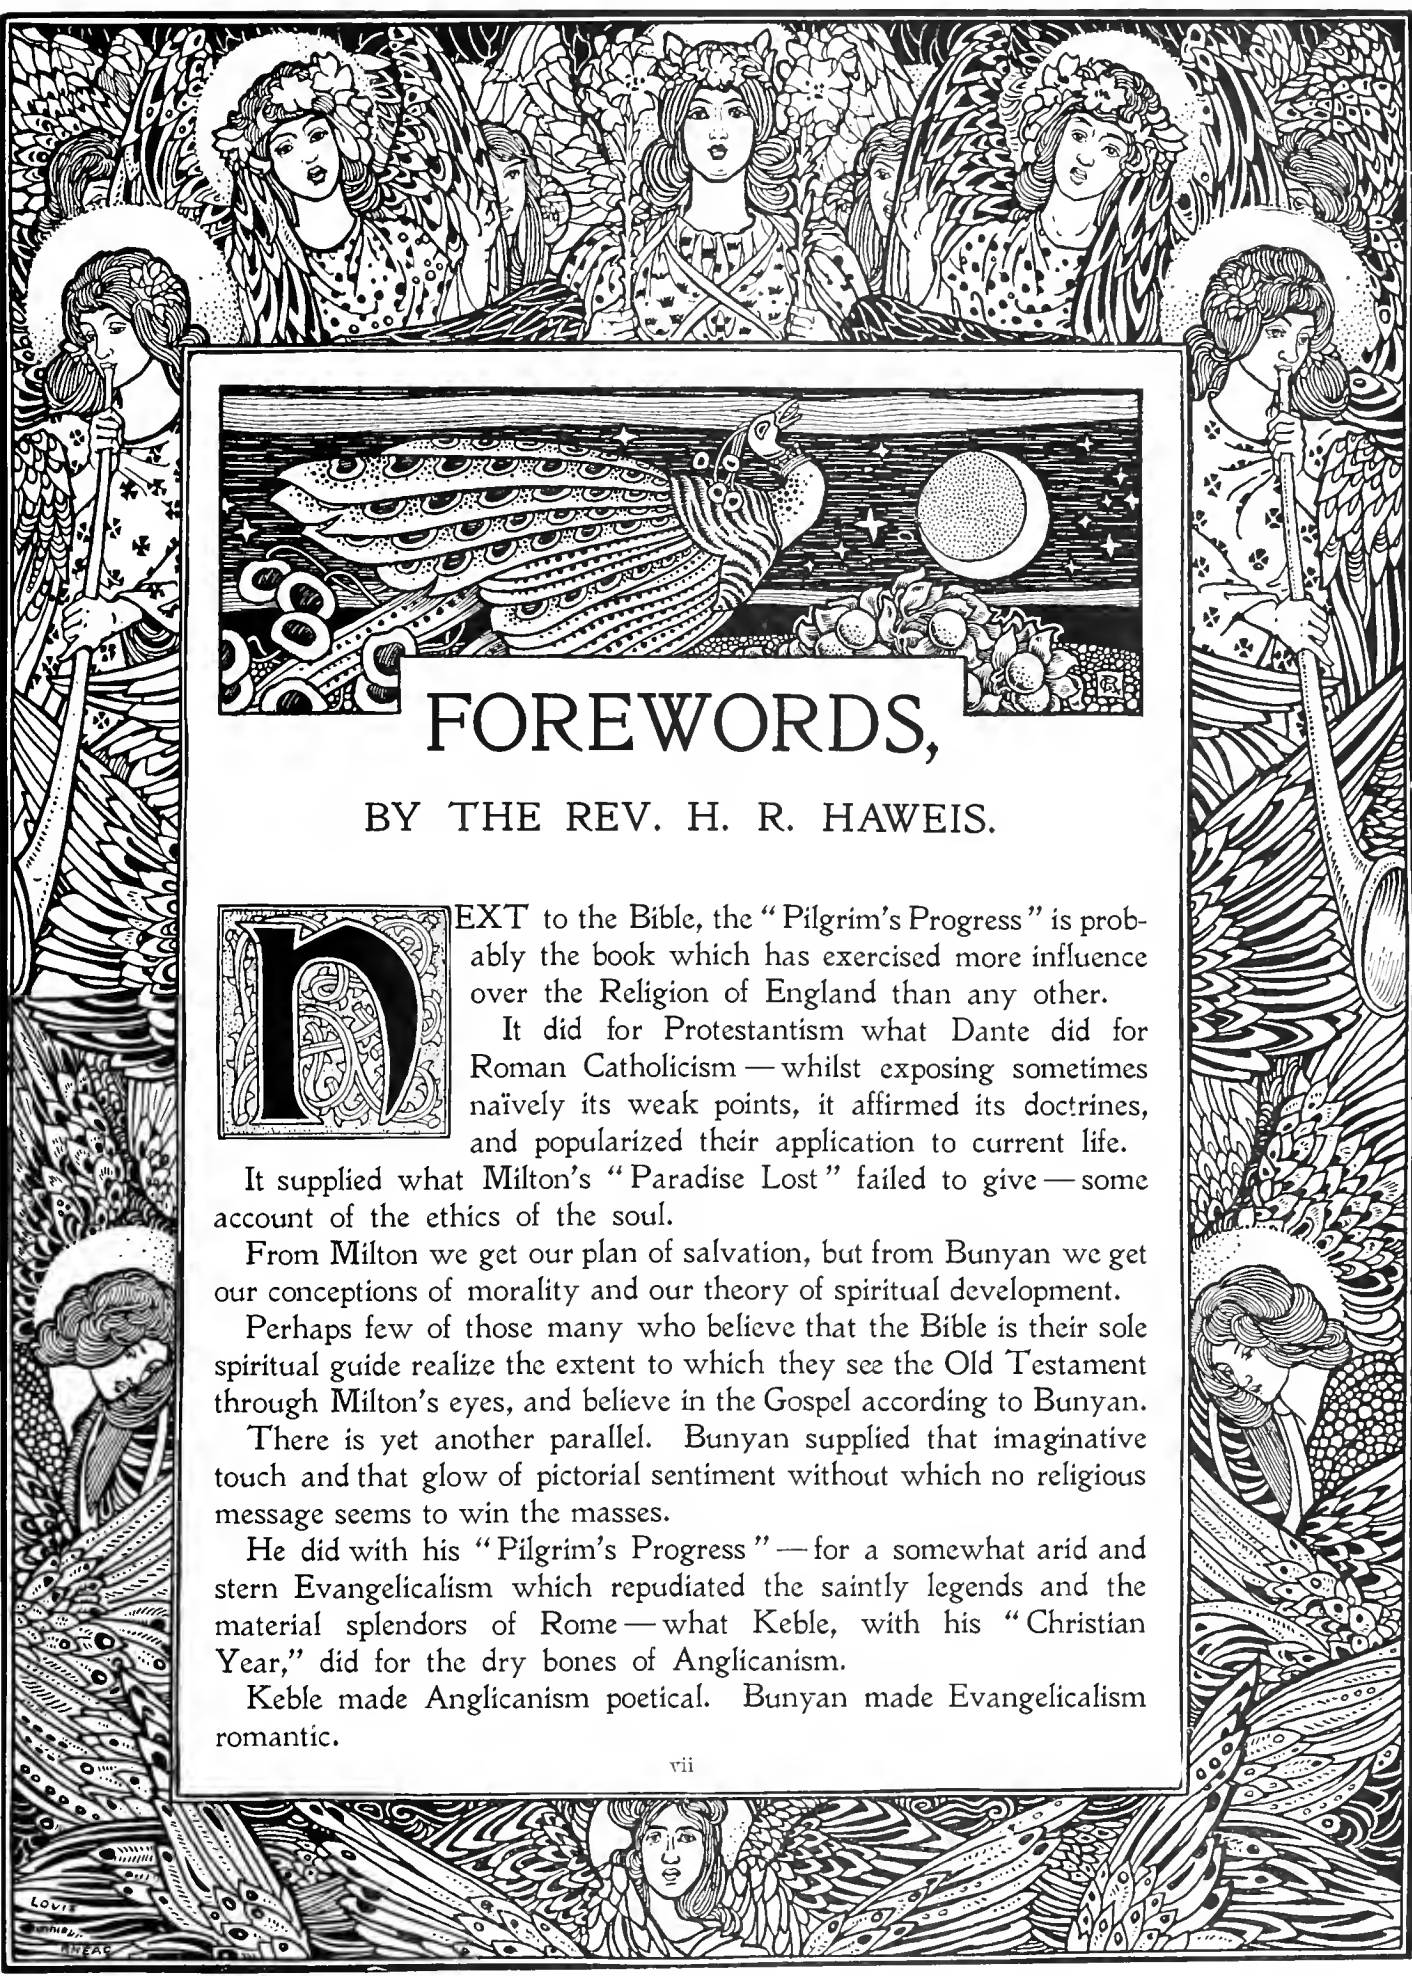 FOREWORDS,
BY THE REV. H. R. HAWEIS.
NEXT to the Bible, the “Pilgrim’s Progress” is prob-
ably the book which has exercised more influence
over the Religion of England than any other.
It did for Protestantism what Dante did for
Roman Catholicism — whilst exposing sometimes
naïvely its weak points, it affirmed its doctrines,
and popularized their application to current life.
It supplied what Milton’s “Paradise Lost” failed to give — some
account of the ethics of the soul.
From Milton we get our plan of salvation, but from Bunyan we get
our conceptions of morality and our theory of spiritual development.
Perhaps few of those many who believe that the Bible is their sole
spiritual guide realize the extent to which they see the Old Testament
through Milton’s eyes, and believe in the Gospel according to Bunyan.
There is yet another parallel. Bunyan supplied that imaginative
touch and that glow of pictorial sentiment without which no religious
message seems to win the masses.
He did with his “Pilgrim’s Progress” — for a somewhat arid and
stern Evangelicalism which repudiated the saintly legends and the
material splendors of Rome — what Keble, with his “Christian
Year,” did for the dry bones of Anglicanism.
Keble made Anglicanism poetical. Bunyan made Evangelicalism
romantic.
vii
LOUIS
RHEAD